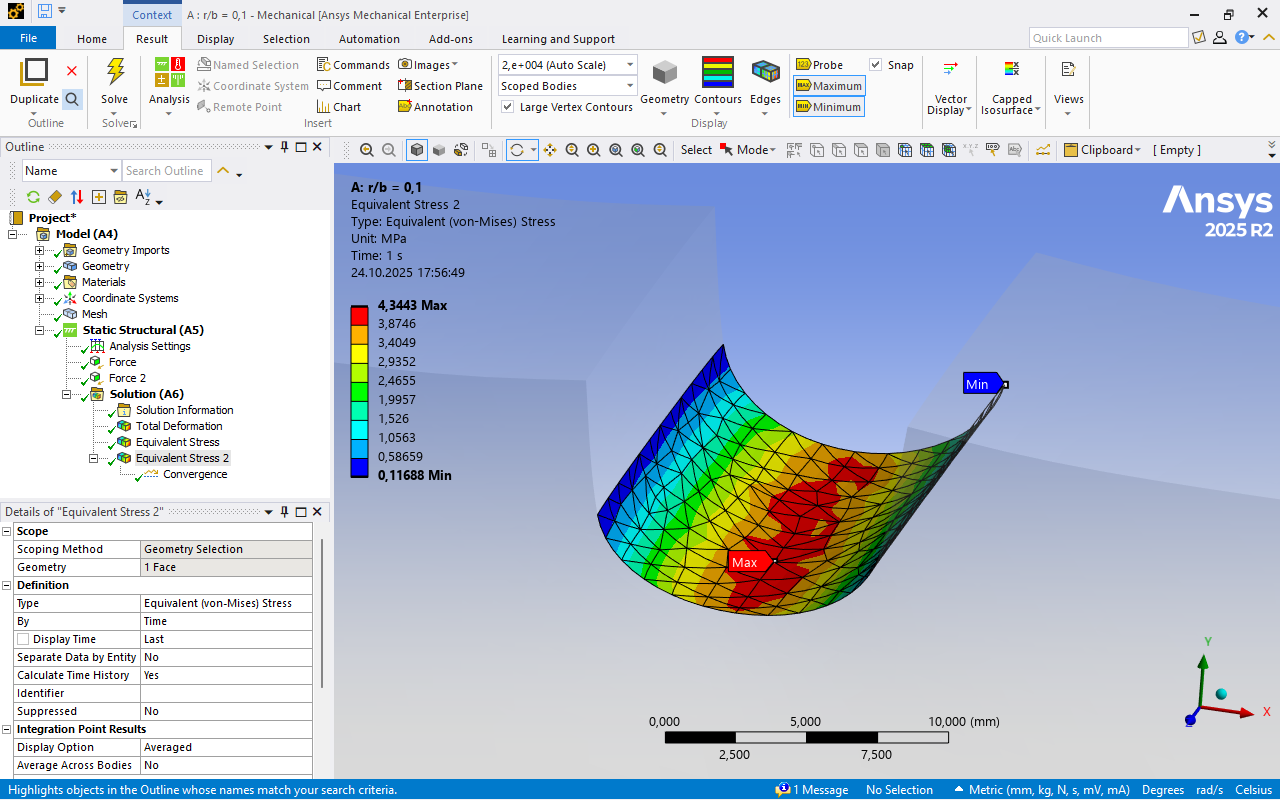 Context
A : r/b = 0,1 - Mechanical [Ansys Mechanical Enterprise]
File Home Result Display Selection Automation Add-ons Learning and Support
Quick Launch
Duplicate
Outline
Solve
Solver
Analysis
Named Selection
Coordinate System
Remote Point
Commands
Comment
Chart
Images
Section Plane
Annotation
Insert
2,e+004 (Auto Scale)
Scoped Bodies
Large Vertex Contours
Geometry
Contours
Edges
Display
Probe
Maximum
Minimum
Snap
Vector
Display
Capped
Isosurface
Views
Outline
Name
Search Outline
Select Mode Clipboard [ Empty ]
Project*
Model (A4)
Geometry Imports
Geometry
Materials
Coordinate Systems
Mesh
Static Structural (A5)
Analysis Settings
Force
Force 2
Solution (A6)
Solution Information
Total Deformation
Equivalent Stress
Equivalent Stress 2
Convergence
Details of "Equivalent Stress 2"
Scope
Scoping Method Geometry Selection
Geometry 1 Face
Definition
Type Equivalent (von-Mises) Stress
By Time
Display Time Last
Separate Data by Entity No
Calculate Time History Yes
Identifier
Suppressed No
Integration Point Results
Display Option Averaged
Average Across Bodies No
A: r/b = 0,1
Equivalent Stress 2
Type: Equivalent (von-Mises) Stress
Unit: MPa
Time: 1 s
24.10.2025 17:56:49
4,3443 Max
3,8746
3,4049
2,9352
2,4655
1,9957
1,526
1,0563
0,58659
0,11688 Min
Ansys
2025 R2
Min
Max
0,000 5,000 10,000 (mm)
2,500 7,500
Y
X
Z
Highlights objects in the Outline whose names match your search criteria.
1 Message No Selection Metric (mm, kg, N, s, mV, mA) Degrees rad/s Celsius